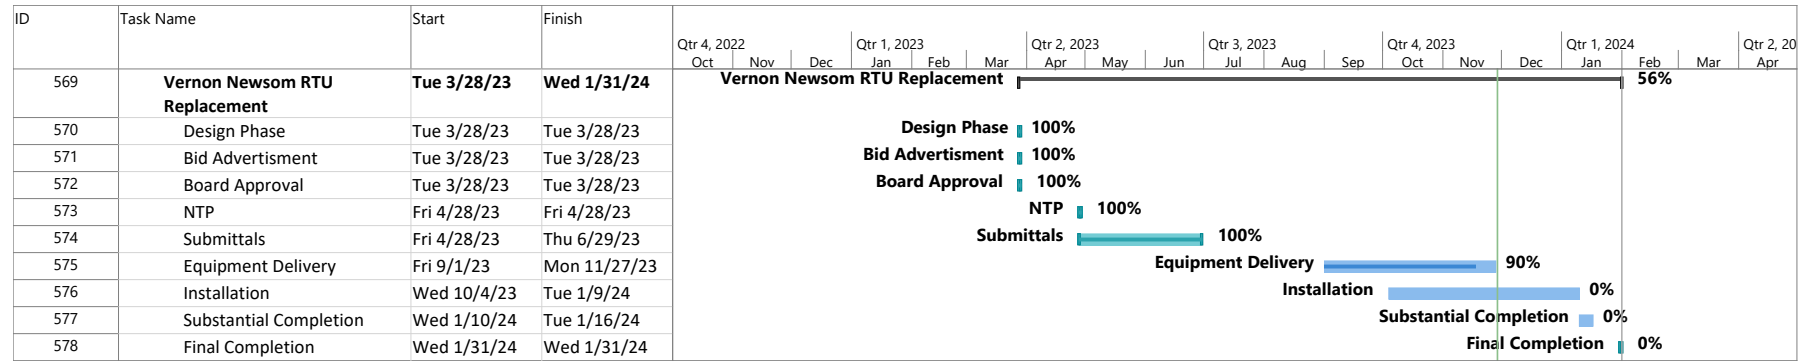 ID Task Name Start Finish
Qtr 4, 2022 Qtr 1, 2023 Qtr 2, 2023 Qtr 3, 2023 Qtr 4, 2023 Qtr 1, 2024 Qtr 2, 20
Oct Nov Dec Jan Feb Mar Apr May Jun Jul Aug Sep Oct Nov Dec Jan Feb Mar Apr
569 Vernon Newsom RTU Tue 3/28/23 Wed 1/31/24 Vernon Newsom RTU Replacement 56%
Replacement
570 Design Phase Tue 3/28/23 Tue 3/28/23 Design Phase 100%
571 Bid Advertisment Tue 3/28/23 Tue 3/28/23 Bid Advertisment 100%
572 Board Approval Tue 3/28/23 Tue 3/28/23 Board Approval 100%
573 NTP Fri 4/28/23 Fri 4/28/23 NTP 100%
574 Submittals Fri 4/28/23 Thu 6/29/23 Submittals 100%
575 Equipment Delivery Fri 9/1/23 Mon 11/27/23 Equipment Delivery 90%
576 Installation Wed 10/4/23 Tue 1/9/24 Installation 0%
577 Substantial Completion Wed 1/10/24 Tue 1/16/24 Substantial Completion 0%
578 Final Completion Wed 1/31/24 Wed 1/31/24 Final Completion 0%